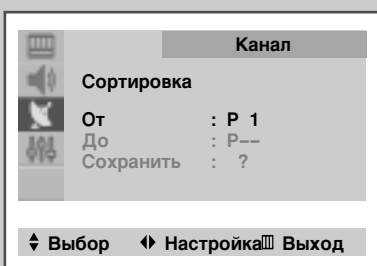 Канал
Сортировка
От : P 1
До : P--
Сохранить : ?
Выбор Настройка Выход